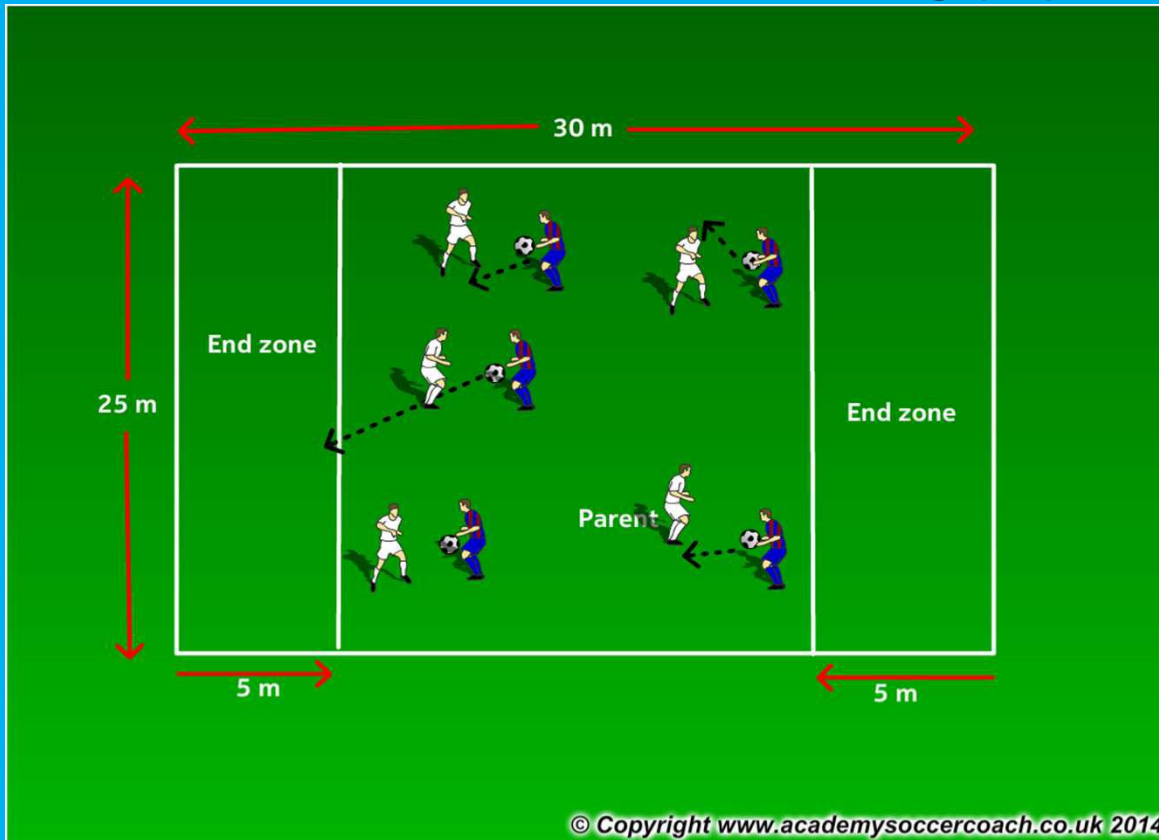 30 m
End zone
25 m
End zone
Parent
5 m
5 m
© Copyright www.academysoccercoach.co.uk 2014